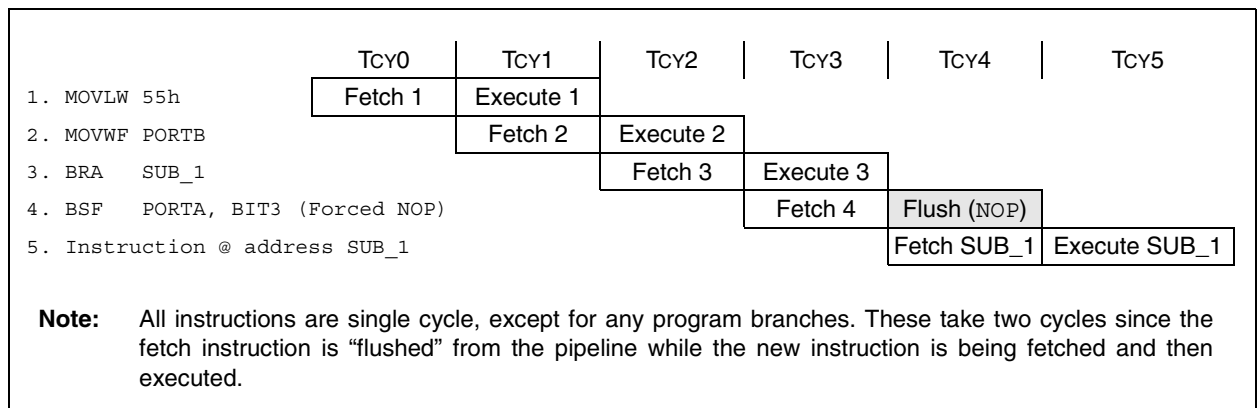 TCY0 TCY1 TCY2 TCY3 TCY4 TCY5
1. MOVLW 55h Fetch 1 Execute 1
2. MOVWF PORTB Fetch 2 Execute 2
3. BRA SUB_1 Fetch 3 Execute 3
4. BSF PORTA, BIT3 (Forced NOP) Fetch 4 Flush (NOP)
5. Instruction @ address SUB_1 Fetch SUB_1 Execute SUB_1
Note: All instructions are single cycle, except for any program branches. These take two cycles since the
fetch instruction is “flushed” from the pipeline while the new instruction is being fetched and then
executed.